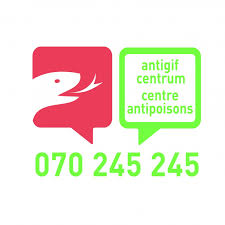 antigif
centrum
centre
antipoisons
070 245 245